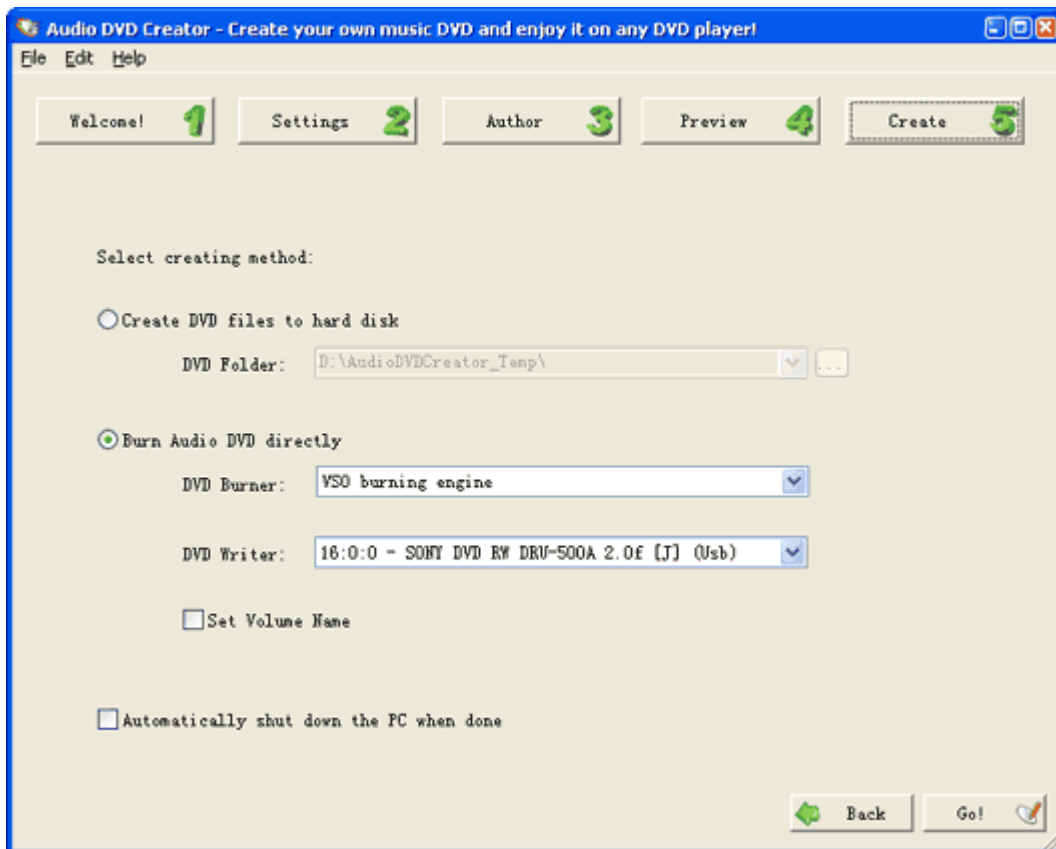 Audio DVD Creator - Create your own music DVD and enjoy it on any DVD player!
File Edit Help
Welcome! 1 Settings 2 Author 3 Preview 4 Create 5
Select creating method:
Create DVD files to hard disk
DVD Folder: D:\AudioDVDCreator_Temp\ ...
Burn Audio DVD directly
DVD Burner: VSO burning engine
DVD Writer: 16:0:0 - SONY DVD RW DRU-500A 2.0f [J] (Usb)
Set Volume Name
Automatically shut down the PC when done
Back Go!